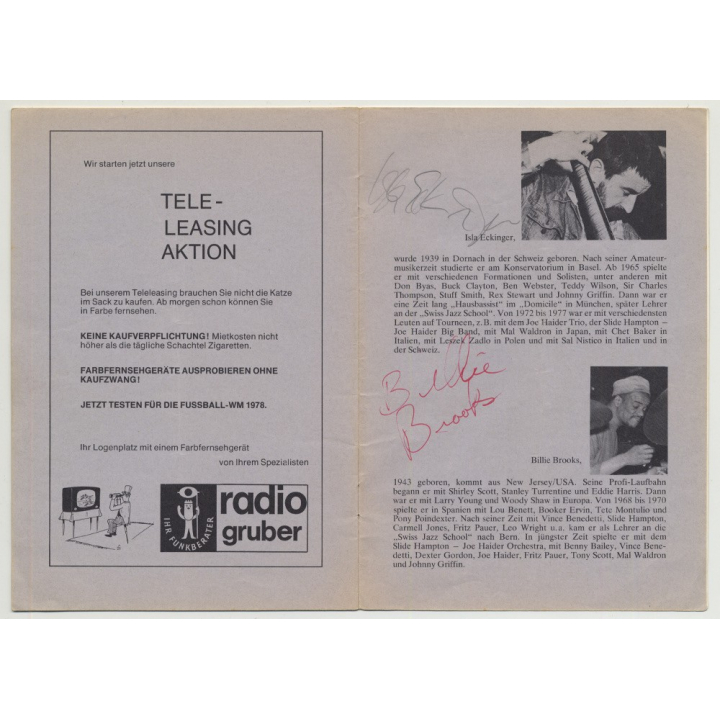 Wir starten jetzt unsere
TELE-
LEASING
AKTION
Bei unserem Teleleasing brauchen Sie nicht die Katze
im Sack zu kaufen. Ab morgen schon können Sie
in Farbe fernsehen.
KEINE KAUFVERPFLICHTUNG! Mietkosten nicht
höher als die tägliche Schachtel Zigaretten.
FARBFERNSEHGERÄTE AUSPROBIEREN OHNE
KAUFZWANG!
JETZT TESTEN FÜR DIE FUSSBALL-WM 1978.
Ihr Logenplatz mit einem Farbfernsehgerät
von Ihrem Spezialisten
IHR FUNKBERATER
radio
gruber
Isla Eckinger
Isla Eckinger,
wurde 1939 in Dornach in der Schweiz geboren. Nach seiner Amateur-
musikerzeit studierte er am Konservatorium in Basel. Ab 1965 spielte
er mit verschiedenen Formationen und Solisten, unter anderen mit
Don Byas, Buck Clayton, Ben Webster, Teddy Wilson, Sir Charles
Thompson, Stuff Smith, Rex Stewart und Johnny Griffin. Dann war er
eine Zeit lang „Hausbassist" im „Domicile" in München, später Lehrer
an der „Swiss Jazz School". Von 1972 bis 1977 war er mit verschiedensten
Leuten auf Tourneen, z.B. mit dem Joe Haider Trio, der Slide Hampton –
Joe Haider Big Band, mit Mal Waldron in Japan, mit Chet Baker in
Italien, mit Leszek Zadlo in Polen und mit Sal Nistico in Italien und in
der Schweiz.
Billie
Brooks
Billie Brooks,
1943 geboren, kommt aus New Jersey/USA. Seine Profi-Laufbahn
begann er mit Shirley Scott, Stanley Turrentine und Eddie Harris. Dann
war er mit Larry Young und Woody Shaw in Europa. Von 1968 bis 1970
spielte er in Spanien mit Lou Benett, Booker Ervin, Tete Montulio und
Pony Poindexter. Nach seiner Zeit mit Vince Benedetti, Slide Hampton,
Carmell Jones, Fritz Pauer, Leo Wright u.a. kam er als Lehrer an die
„Swiss Jazz School" nach Bern. In jüngster Zeit spielte er mit dem
Slide Hampton – Joe Haider Orchestra, mit Benny Bailey, Vince Bene-
detti, Dexter Gordon, Joe Haider, Fritz Pauer, Tony Scott, Mal Waldron
und Johnny Griffin.